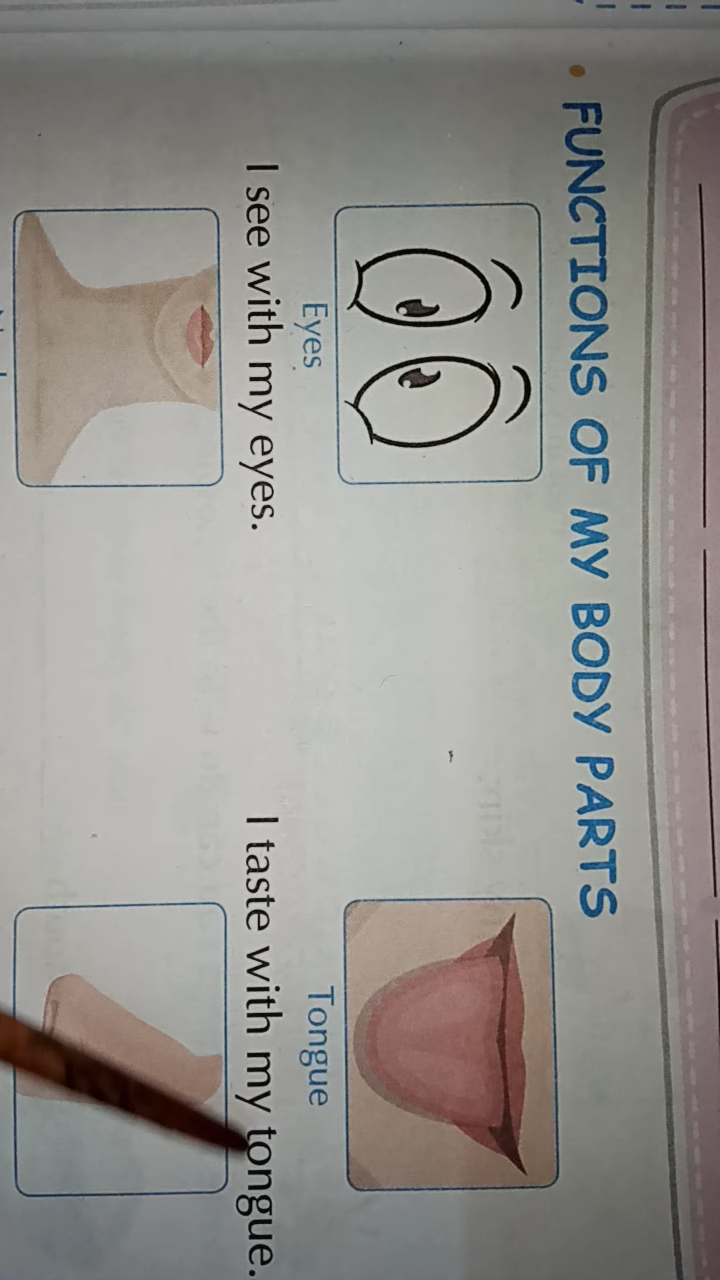 • FUNCTIONS OF MY BODY PARTS
Eyes
Tongue
I see with my eyes.
I taste with my tongue.